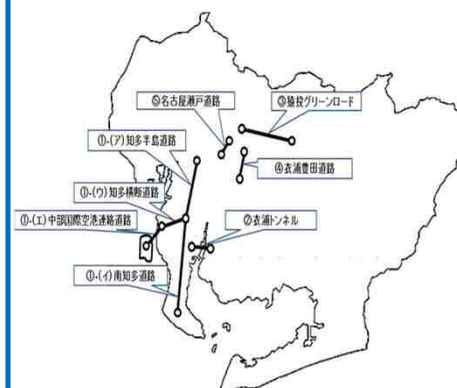 ⑤名古屋瀬戸道路
③猿投グリーンロード
①-(ア)知多半島道路
④衣浦豊田道路
①-(ウ)知多横断道路
①-(エ)中部国際空港連絡道路
②衣浦トンネル
①-(イ)南知多道路